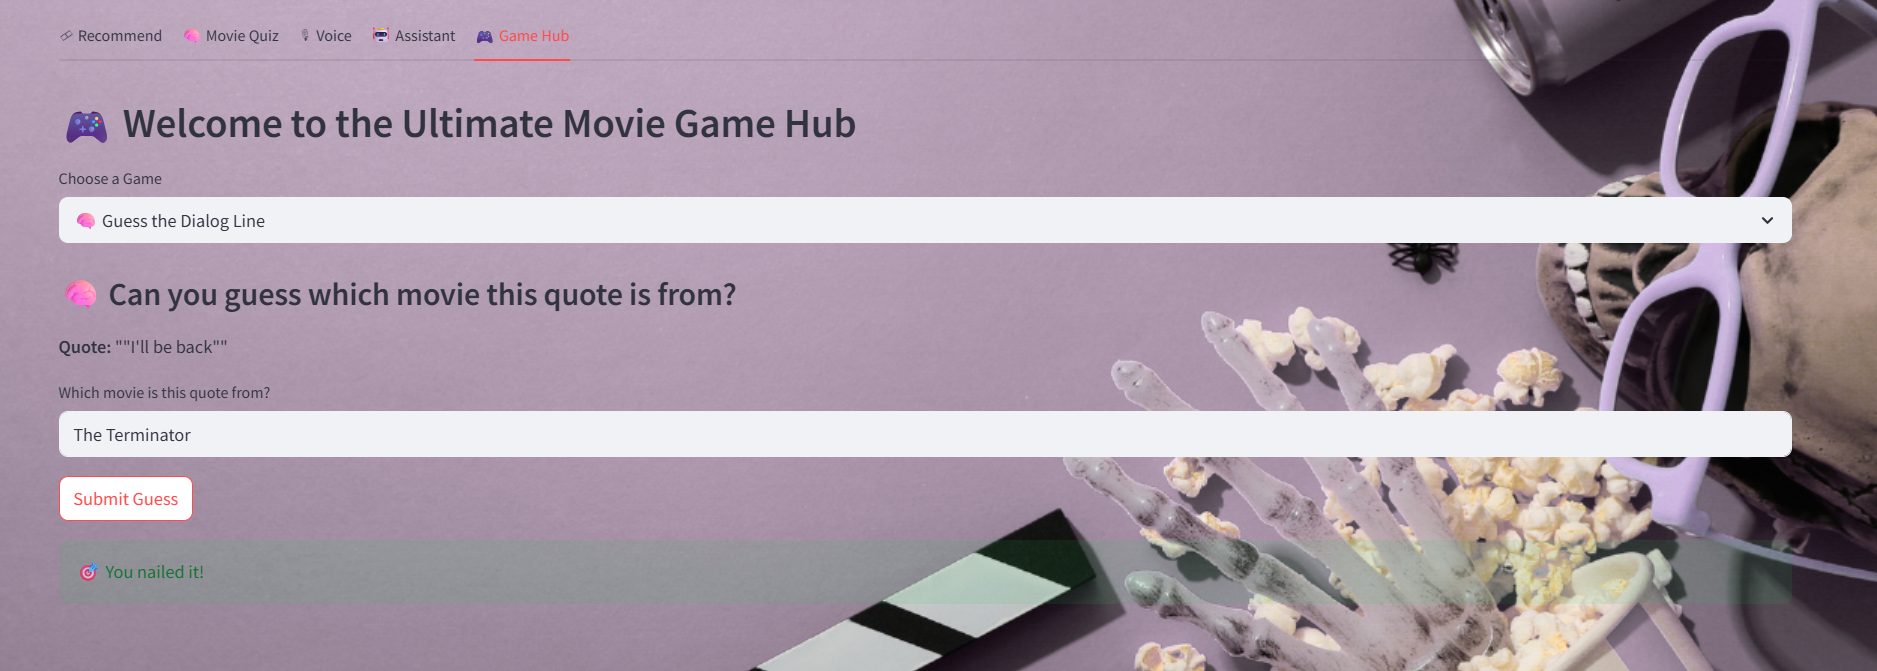 Recommend Movie Quiz Voice Assistant Game Hub
Welcome to the Ultimate Movie Game Hub
Choose a Game
Guess the Dialog Line
Can you guess which movie this quote is from?
Quote: ""I'll be back""
Which movie is this quote from?
The Terminator
Submit Guess
You nailed it!